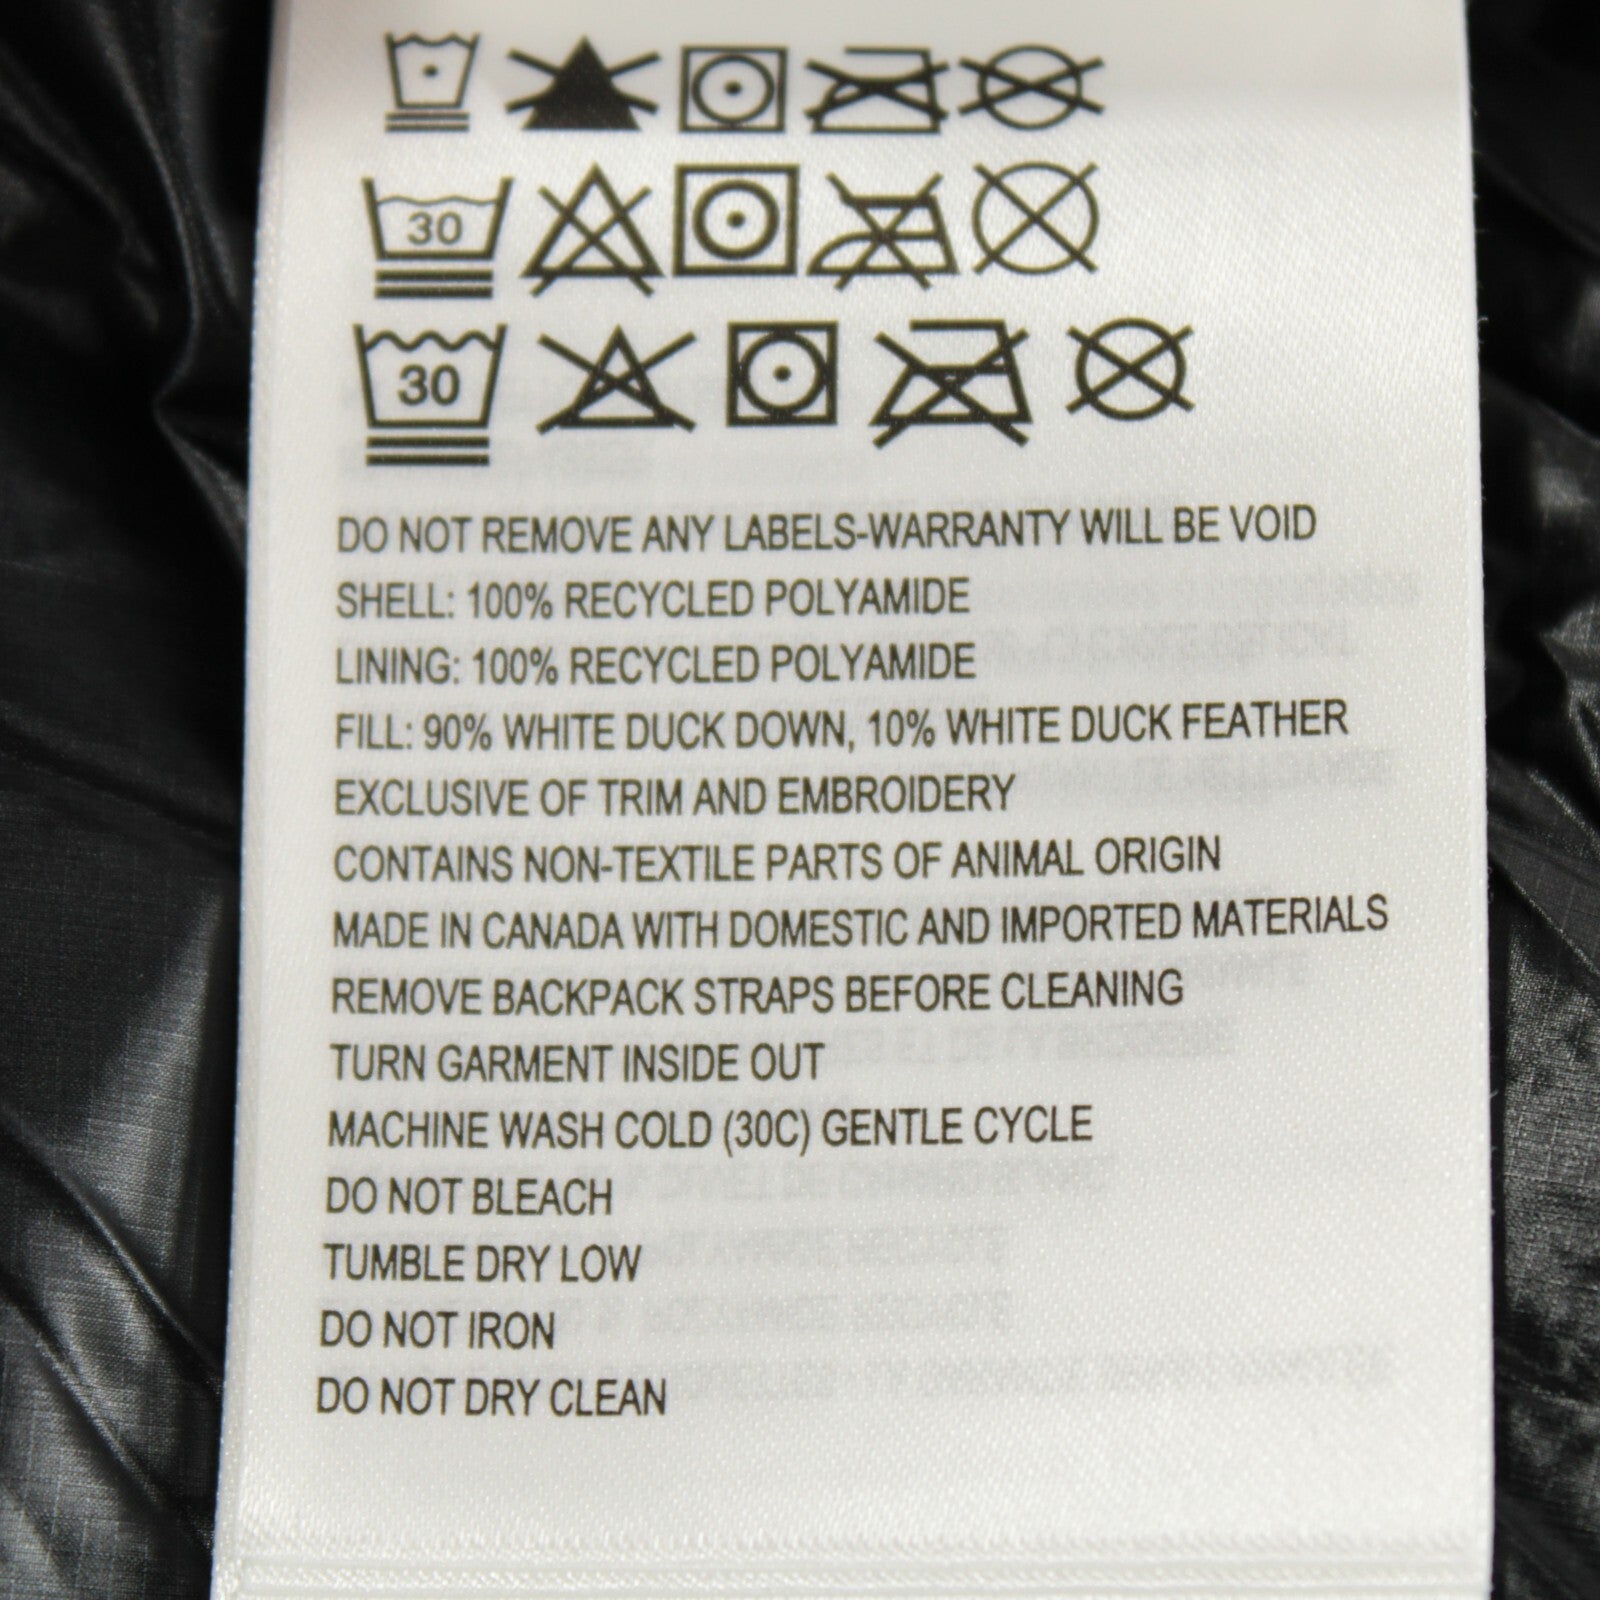 30
30
DO NOT REMOVE ANY LABELS-WARRANTY WILL BE VOID
SHELL: 100% RECYCLED POLYAMIDE
LINING: 100% RECYCLED POLYAMIDE
FILL: 90% WHITE DUCK DOWN, 10% WHITE DUCK FEATHER
EXCLUSIVE OF TRIM AND EMBROIDERY
CONTAINS NON-TEXTILE PARTS OF ANIMAL ORIGIN
MADE IN CANADA WITH DOMESTIC AND IMPORTED MATERIALS
REMOVE BACKPACK STRAPS BEFORE CLEANING
TURN GARMENT INSIDE OUT
MACHINE WASH COLD (30C) GENTLE CYCLE
DO NOT BLEACH
TUMBLE DRY LOW
DO NOT IRON
DO NOT DRY CLEAN